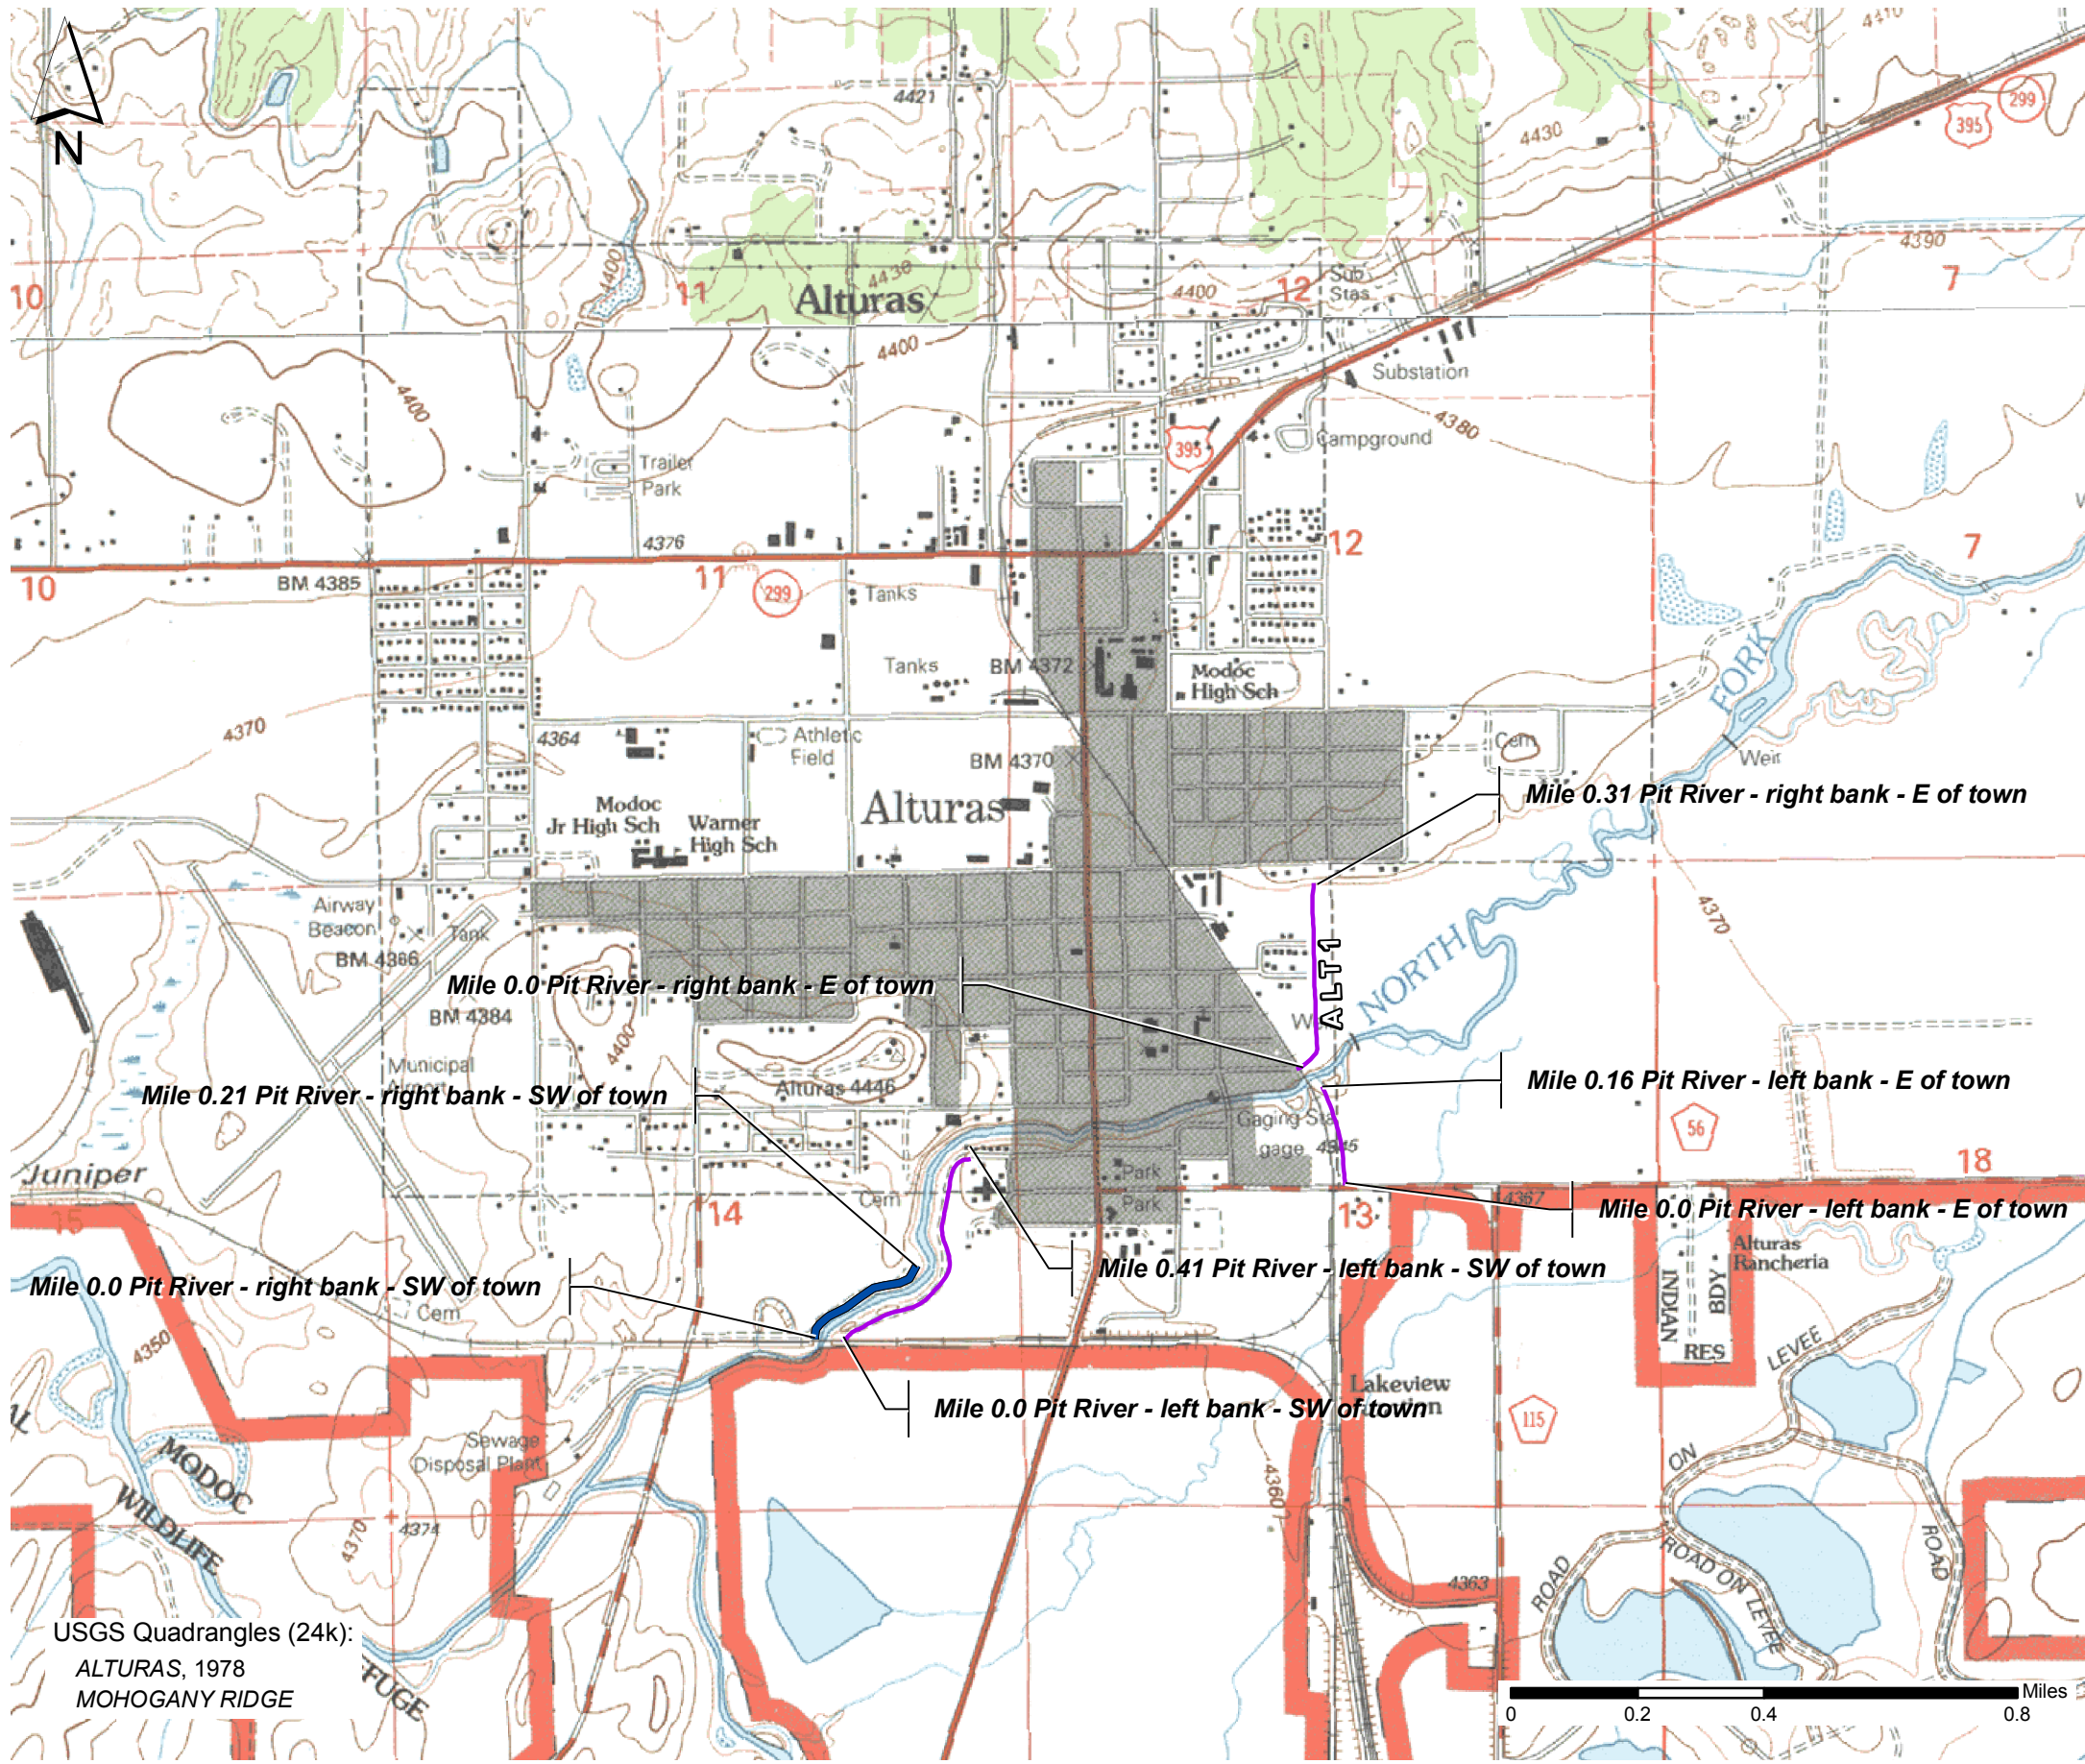 N
4421
4410
299
395
4430
4390
7
10
11
4400
4430
Alturas
4400
12
Sub
Stas
4400
Substation
4400
395
4380
Campground
Trailer
Park
4376
12
7
10
BM 4385
11
299
Tanks
Tanks
BM 4372
Modoc
High Sch
FORK
4370
4364
Athletic
Field
BM 4370
Cem
Weir
Mile 0.31 Pit River - right bank - E of town
Modoc
Jr High Sch
Warner
High Sch
Alturas
Airway
Beacon
Tank
BM 4366
4370
ALT1
NORTH
Mile 0.0 Pit River - right bank - E of town
BM 4384
4400
Municipal
Alturas 4446
Mile 0.21 Pit River - right bank - SW of town
Mile 0.16 Pit River - left bank - E of town
Gaging Sta
gage
56
Juniper
Park
Park
18
15
14
Cem
13
4367
Mile 0.0 Pit River - left bank - E of town
Alturas
Rancheria
Mile 0.41 Pit River - left bank - SW of town
Mile 0.0 Pit River - right bank - SW of town
Cem
INDIAN
BDY
RES
LEVEE
4350
Lakeview
Mile 0.0 Pit River - left bank - SW of town
115
Sewage
Disposal Plant
MODOC
WILDLIFE
ON
4360
4370
4374
ROAD
ROAD ON LEVEE
ROAD
4363
USGS Quadrangles (24k):
ALTURAS, 1978
MOHOGANY RIDGE
FUGE
Miles
0
0.2
0.4
0.8